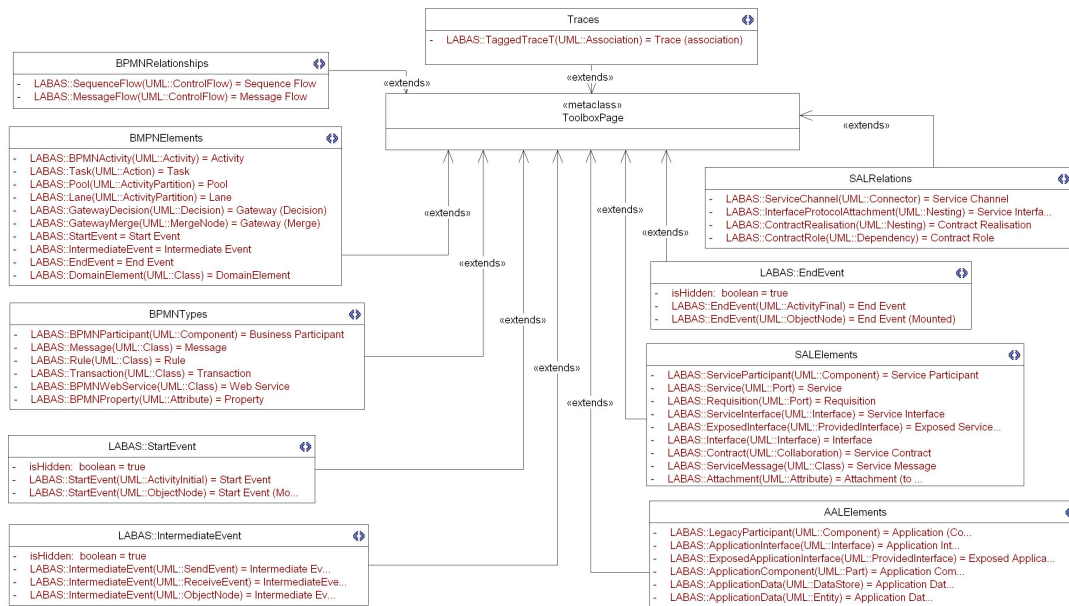 Traces
- LABAS::TaggedTraceT(UML::Association) = Trace (association)
BPMNRelationships
- LABAS::SequenceFlow(UML::ControlFlow) = Sequence Flow
- LABAS::MessageFlow(UML::ControlFlow) = Message Flow
«extends»
«extends»
«metaclass»
ToolboxPage
«extends»
BMPNElements
- LABAS::BPMNActivity(UML::Activity) = Activity
- LABAS::Task(UML::Action) = Task
- LABAS::Pool(UML::ActivityPartition) = Pool
- LABAS::Lane(UML::ActivityPartition) = Lane
- LABAS::GatewayDecision(UML::Decision) = Gateway (Decision)
- LABAS::GatewayMerge(UML::MergeNode) = Gateway (Merge)
- LABAS::StartEvent = Start Event
- LABAS::IntermediateEvent = Intermediate Event
- LABAS::EndEvent = End Event
- LABAS::DomainElement(UML::Class) = DomainElement
SALRelations
- LABAS::ServiceChannel(UML::Connector) = Service Channel
- LABAS::InterfaceProtocolAttachment(UML::Nesting) = Service Interfa...
- LABAS::ContractRealisation(UML::Nesting) = Contract Realisation
- LABAS::ContractRole(UML::Dependency) = Contract Role
«extends»
«extends»
«extends»
LABAS::EndEvent
- isHidden: boolean = true
- LABAS::EndEvent(UML::ActivityFinal) = End Event
- LABAS::EndEvent(UML::ObjectNode) = End Event (Mounted)
BPMNTypes
- LABAS::BPMNParticipant(UML::Component) = Business Participant
- LABAS::Message(UML::Class) = Message
- LABAS::Rule(UML::Class) = Rule
- LABAS::Transaction(UML::Class) = Transaction
- LABAS::BPMNWebService(UML::Class) = Web Service
- LABAS::BPMNProperty(UML::Attribute) = Property
«extends»
«extends»
«extends»
«extends»
SALElements
- LABAS::ServiceParticipant(UML::Component) = Service Participant
- LABAS::Service(UML::Port) = Service
- LABAS::Requisition(UML::Port) = Requisition
- LABAS::ServiceInterface(UML::Interface) = Service Interface
- LABAS::ExposedInterface(UML::ProvidedInterface) = Exposed Service...
- LABAS::Interface(UML::Interface) = Interface
- LABAS::Contract(UML::Collaboration) = Service Contract
- LABAS::ServiceMessage(UML::Class) = Service Message
- LABAS::Attachment(UML::Attribute) = Attachment (to ...
LABAS::StartEvent
- isHidden: boolean = true
- LABAS::StartEvent(UML::ActivityInitial) = Start Event
- LABAS::StartEvent(UML::ObjectNode) = Start Event (Mo...
LABAS::IntermediateEvent
- isHidden: boolean = true
- LABAS::IntermediateEvent(UML::SendEvent) = Intermediate Ev...
- LABAS::IntermediateEvent(UML::ReceiveEvent) = IntermediateEve...
- LABAS::IntermediateEvent(UML::ObjectNode) = Intermediate Ev...
AALElements
- LABAS::LegacyParticipant(UML::Component) = Application (Co...
- LABAS::ApplicationInterface(UML::Interface) = Application Int...
- LABAS::ExposedApplicationInterface(UML::ProvidedInterface) = Exposed Applica...
- LABAS::ApplicationComponent(UML::Part) = Application Com...
- LABAS::ApplicationData(UML::DataStore) = Application Dat...
- LABAS::ApplicationData(UML::Entity) = Application Dat...